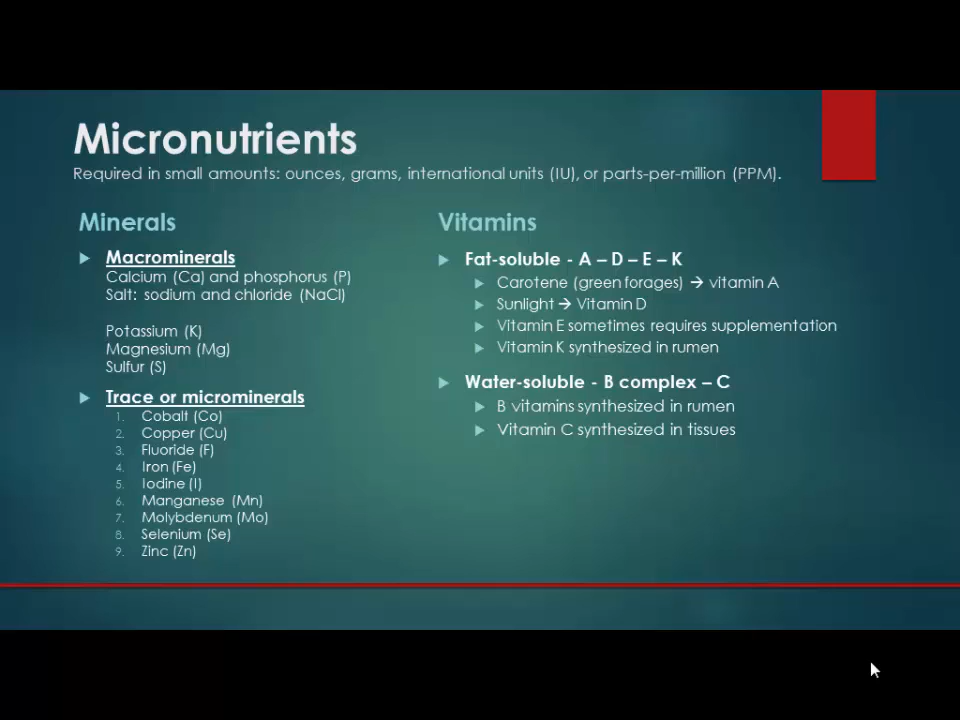 Micronutrients
Required in small amounts: ounces, grams, international units (IU), or parts-per-million (PPM).
Minerals
Macrominerals
Calcium (Ca) and phosphorus (P)
Salt: sodium and chloride (NaCl)
Potassium (K)
Magnesium (Mg)
Sulfur (S)
Trace or microminerals
1. Cobalt (Co)
2. Copper (Cu)
3. Fluoride (F)
4. Iron (Fe)
5. Iodine (I)
6. Manganese (Mn)
7. Molybdenum (Mo)
8. Selenium (Se)
9. Zinc (Zn)
Vitamins
Fat-soluble - A – D – E – K
Carotene (green forages) → vitamin A
Sunlight → Vitamin D
Vitamin E sometimes requires supplementation
Vitamin K synthesized in rumen
Water-soluble - B complex – C
B vitamins synthesized in rumen
Vitamin C synthesized in tissues